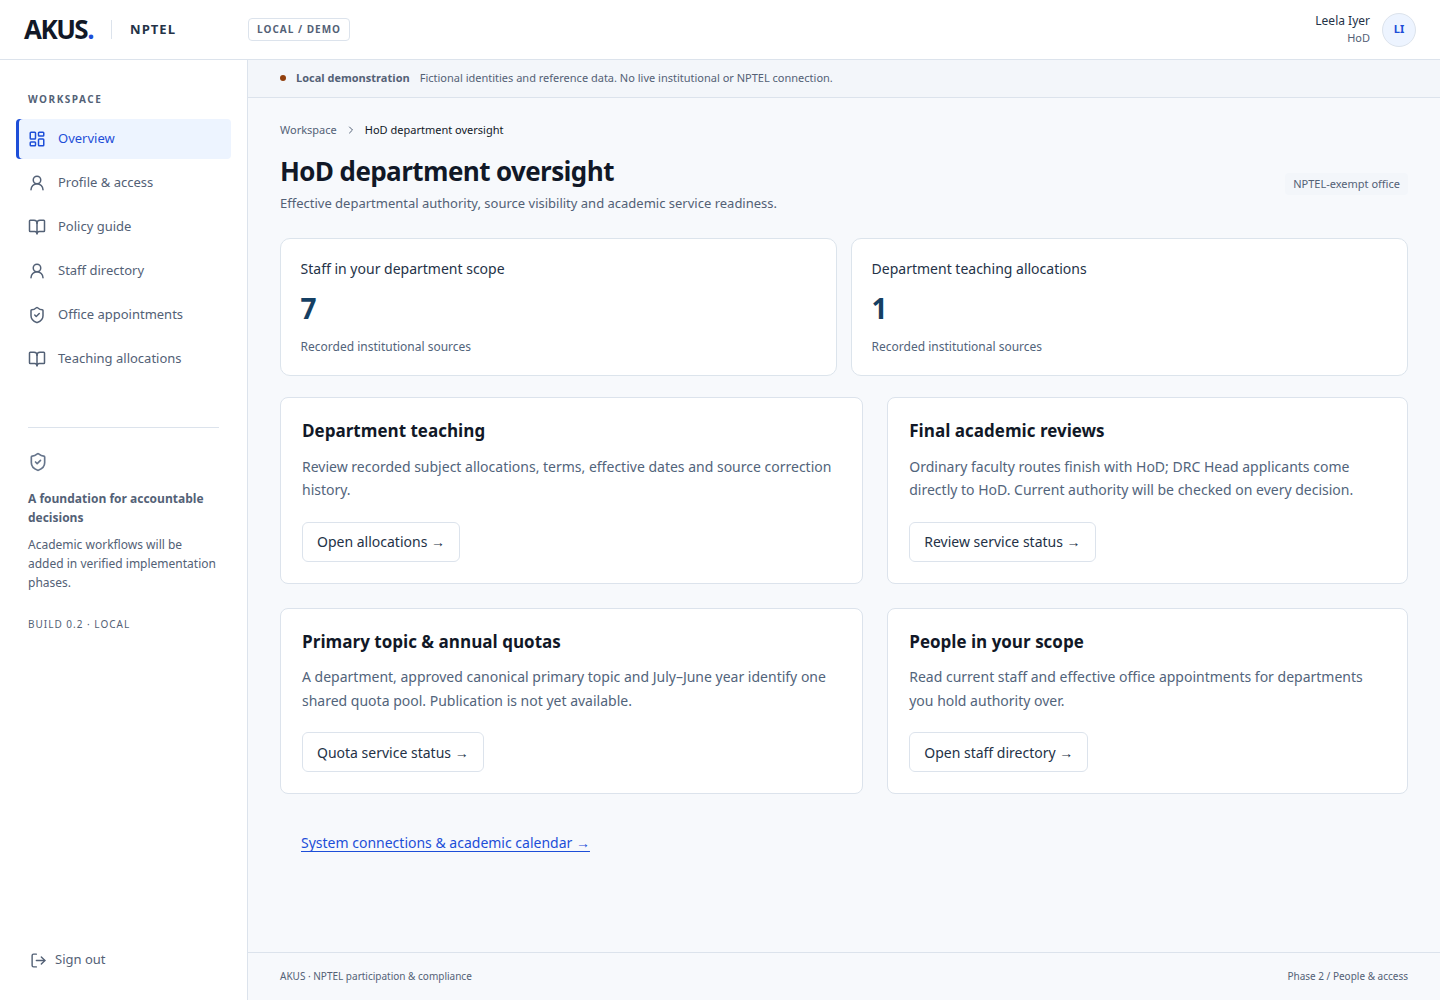 AKUS. NPTEL LOCAL / DEMO
Leela Iyer
HoD
LI
WORKSPACE
Overview
Profile & access
Policy guide
Staff directory
Office appointments
Teaching allocations
A foundation for accountable
decisions
Academic workflows will be
added in verified implementation
phases.
BUILD 0.2 · LOCAL
Sign out
Local demonstration Fictional identities and reference data. No live institutional or NPTEL connection.
Workspace > HoD department oversight
HoD department oversight
Effective departmental authority, source visibility and academic service readiness.
NPTEL-exempt office
Staff in your department scope
7
Recorded institutional sources
Department teaching allocations
1
Recorded institutional sources
Department teaching
Review recorded subject allocations, terms, effective dates and source correction
history.
Open allocations →
Final academic reviews
Ordinary faculty routes finish with HoD; DRC Head applicants come
directly to HoD. Current authority will be checked on every decision.
Review service status →
Primary topic & annual quotas
A department, approved canonical primary topic and July–June year identify one
shared quota pool. Publication is not yet available.
Quota service status →
People in your scope
Read current staff and effective office appointments for departments
you hold authority over.
Open staff directory →
System connections & academic calendar →
AKUS · NPTEL participation & compliance
Phase 2 / People & access